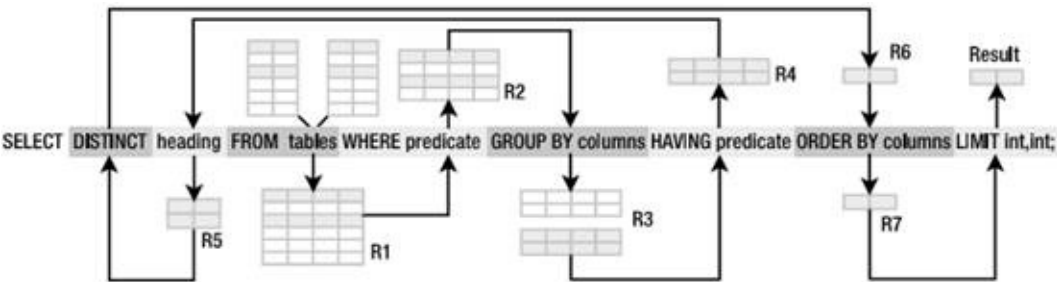 R6
Result
R2
R4
SELECT DISTINCT heading FROM tables WHERE predicate GROUP BY columns HAVING predicate ORDER BY columns LIMIT int,int;
R5
R1
R3
R7